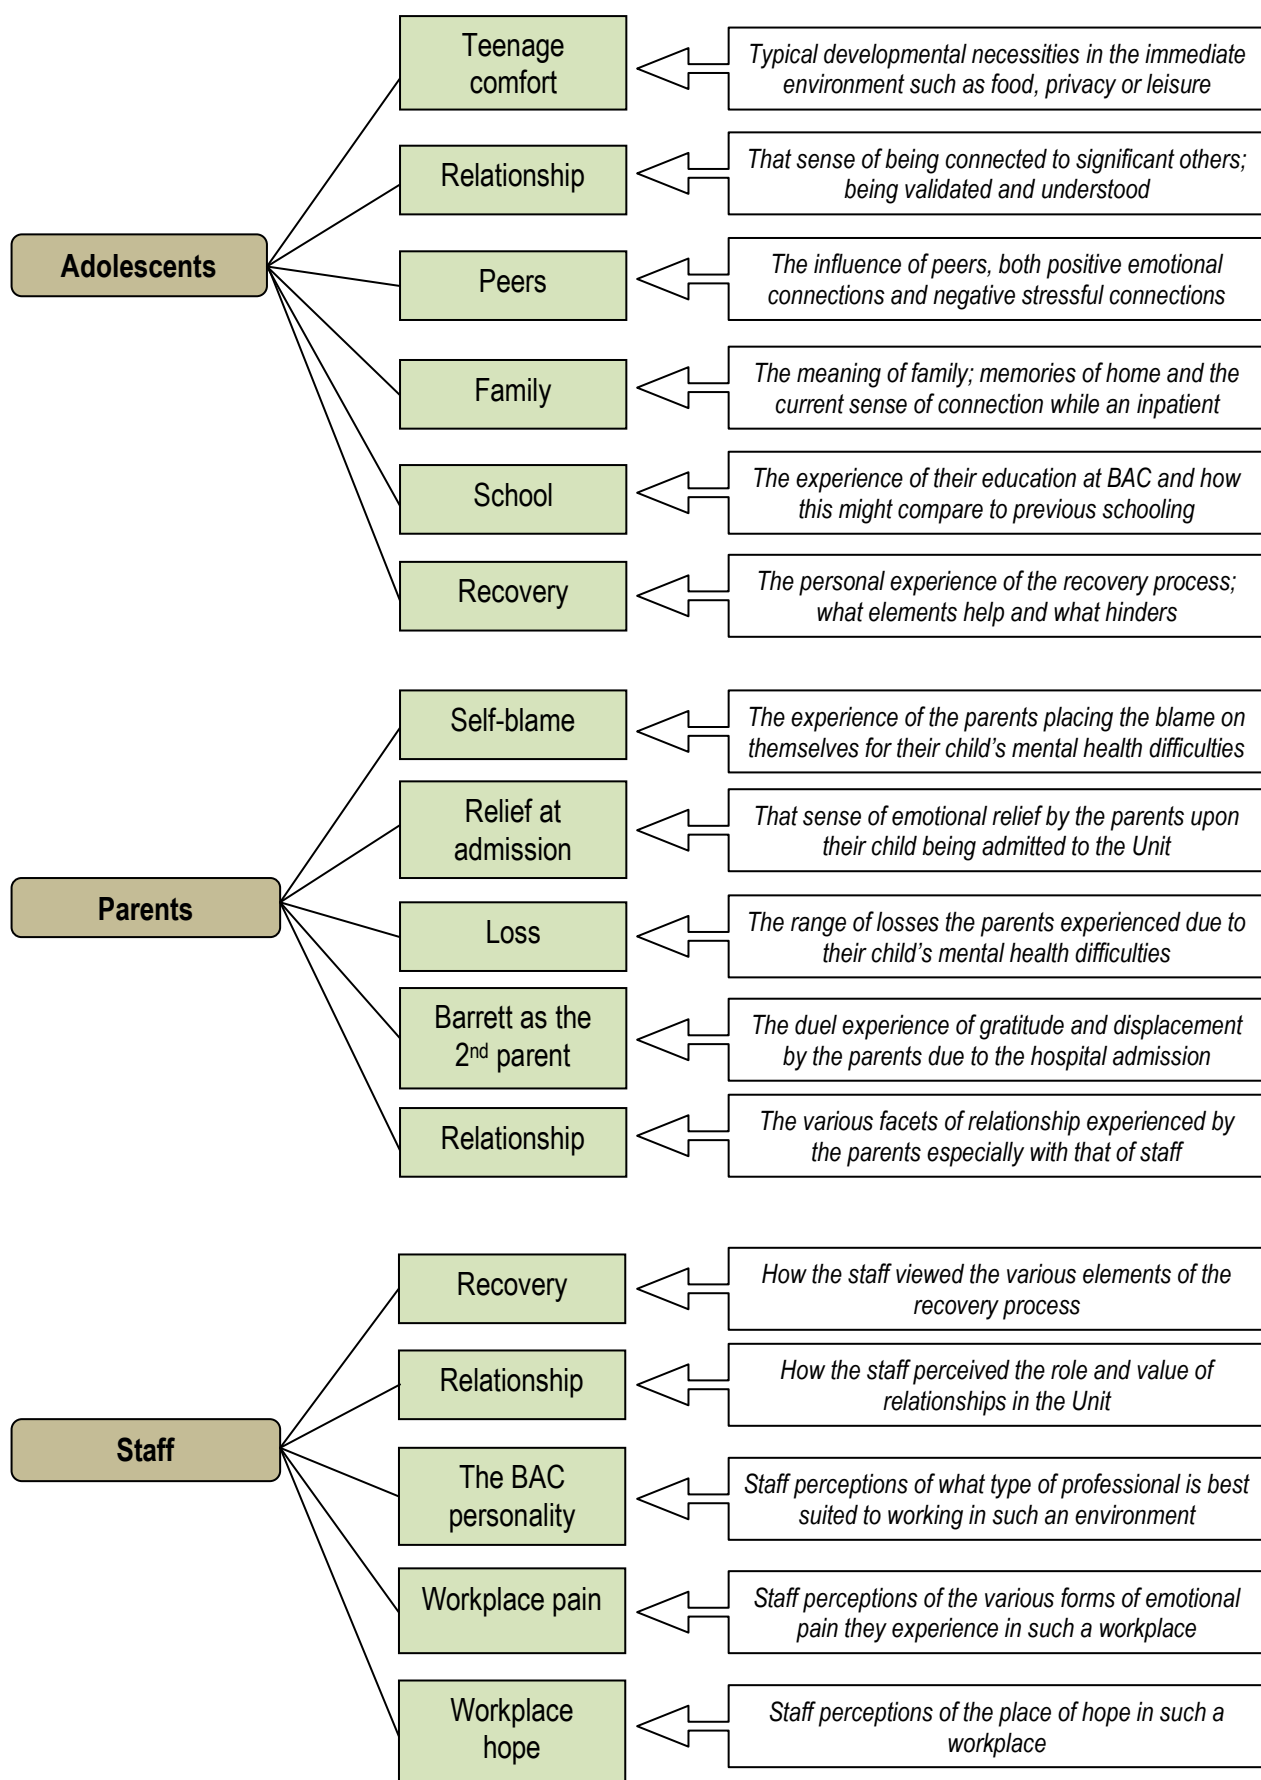 Teenage
comfort
Typical developmental necessities in the immediate
environment such as food, privacy or leisure
Relationship
That sense of being connected to significant others;
being validated and understood
Adolescents
Peers
The influence of peers, both positive emotional
connections and negative stressful connections
Family
The meaning of family; memories of home and the
current sense of connection while an inpatient
School
The experience of their education at BAC and how
this might compare to previous schooling
Recovery
The personal experience of the recovery process;
what elements help and what hinders
Self-blame
The experience of the parents placing the blame on
themselves for their child’s mental health difficulties
Relief at
admission
That sense of emotional relief by the parents upon
their child being admitted to the Unit
Parents
Loss
The range of losses the parents experienced due to
their child’s mental health difficulties
Barrett as the
2nd parent
The duel experience of gratitude and displacement
by the parents due to the hospital admission
Relationship
The various facets of relationship experienced by
the parents especially with that of staff
Recovery
How the staff viewed the various elements of the
recovery process
Relationship
How the staff perceived the role and value of
relationships in the Unit
Staff
The BAC
personality
Staff perceptions of what type of professional is best
suited to working in such an environment
Workplace pain
Staff perceptions of the various forms of emotional
pain they experience in such a workplace
Workplace
hope
Staff perceptions of the place of hope in such a
workplace